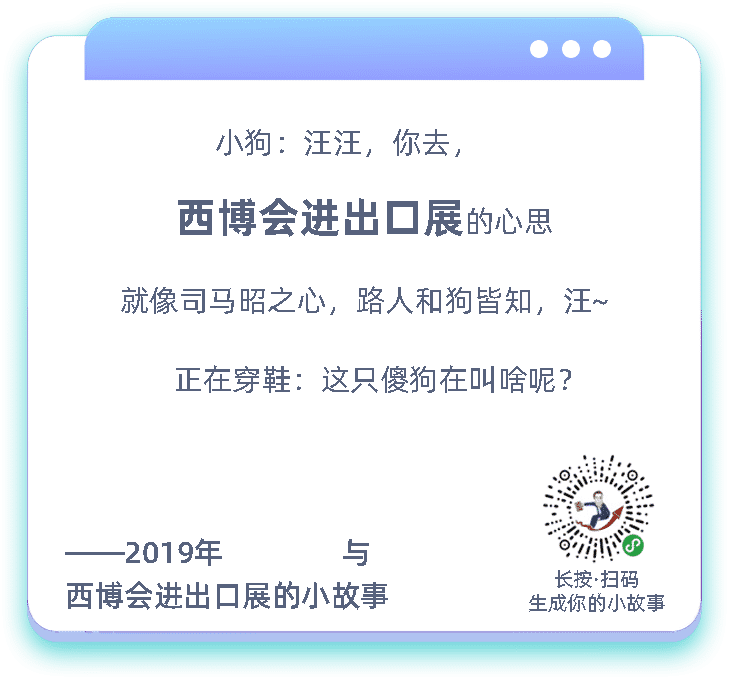 小狗：汪汪，你去，
西博会进出口展的心思
就像司马昭之心，路人和狗皆知，汪~
正在穿鞋：这只傻狗在叫啥呢？
——2019年 与
西博会进出口展的小故事
长按·扫码
生成你的小故事